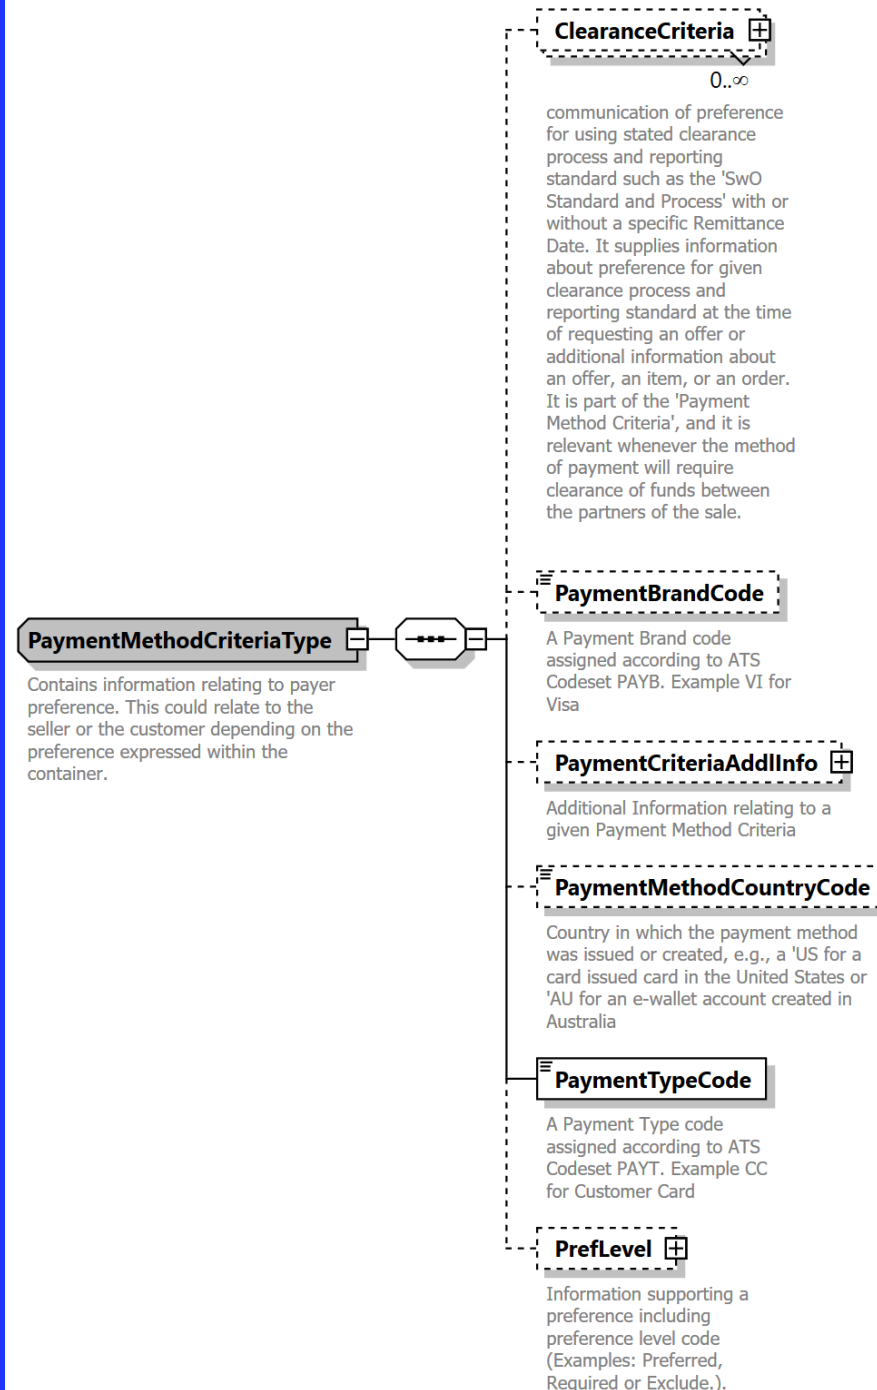 ClearanceCriteria
0..∞
communication of preference
for using stated clearance
process and reporting
standard such as the 'SwO
Standard and Process' with or
without a specific Remittance
Date. It supplies information
about preference for given
clearance process and
reporting standard at the time
of requesting an offer or
additional information about
an offer, an item, or an order.
It is part of the 'Payment
Method Criteria', and it is
relevant whenever the method
of payment will require
clearance of funds between
the partners of the sale.
PaymentBrandCode
A Payment Brand code
assigned according to ATS
Codeset PAYB. Example VI for
Visa
PaymentMethodCriteriaType
Contains information relating to payer
preference. This could relate to the
seller or the customer depending on the
preference expressed within the
container.
PaymentCriteriaAddlInfo
Additional Information relating to a
given Payment Method Criteria
PaymentMethodCountryCode
Country in which the payment method
was issued or created, e.g., a 'US for a
card issued card in the United States or
'AU for an e-wallet account created in
Australia
PaymentTypeCode
A Payment Type code
assigned according to ATS
Codeset PAYT. Example CC
for Customer Card
PrefLevel
Information supporting a
preference including
preference level code
(Examples: Preferred,
Required or Exclude.).